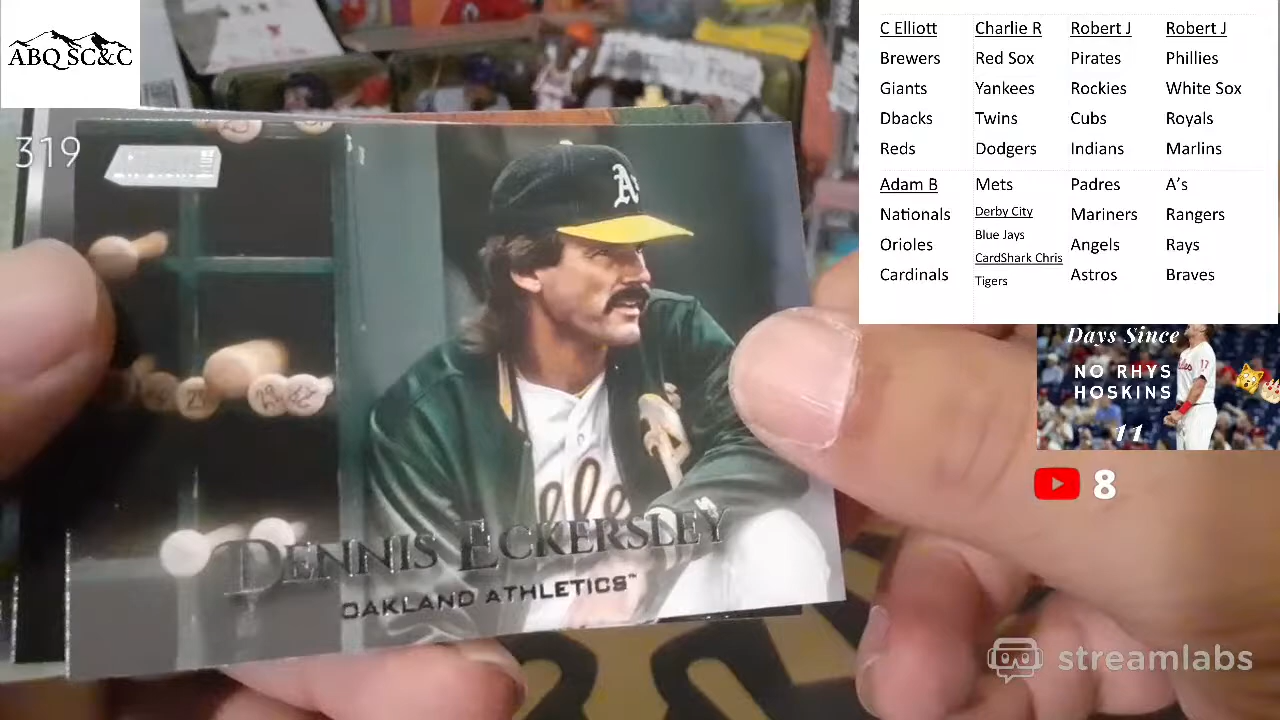 ABQ SC&C
319
A's
DENNIS ECKERSLEY
OAKLAND ATHLETICS™
C Elliott
Brewers
Giants
Dbacks
Reds
Adam B
Nationals
Orioles
Cardinals
Charlie R
Red Sox
Yankees
Twins
Dodgers
Mets
Derby City
Blue Jays
CardShark Chris
Tigers
Robert J
Pirates
Rockies
Cubs
Indians
Padres
Mariners
Angels
Astros
Robert J
Phillies
White Sox
Royals
Marlins
A's
Rangers
Rays
Braves
Days Since
NO RHYS
HOSKINS
11
17
8
streamlabs